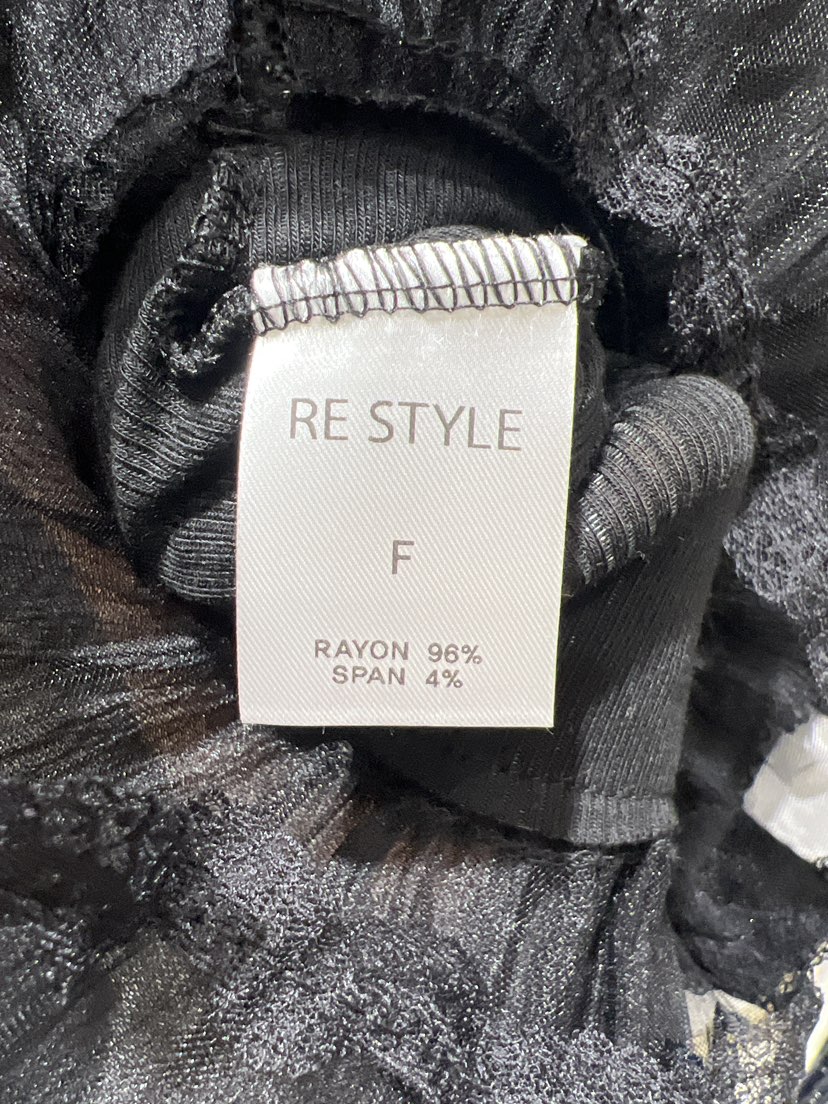 RE STYLE
F
RAYON 96%
SPAN 4%